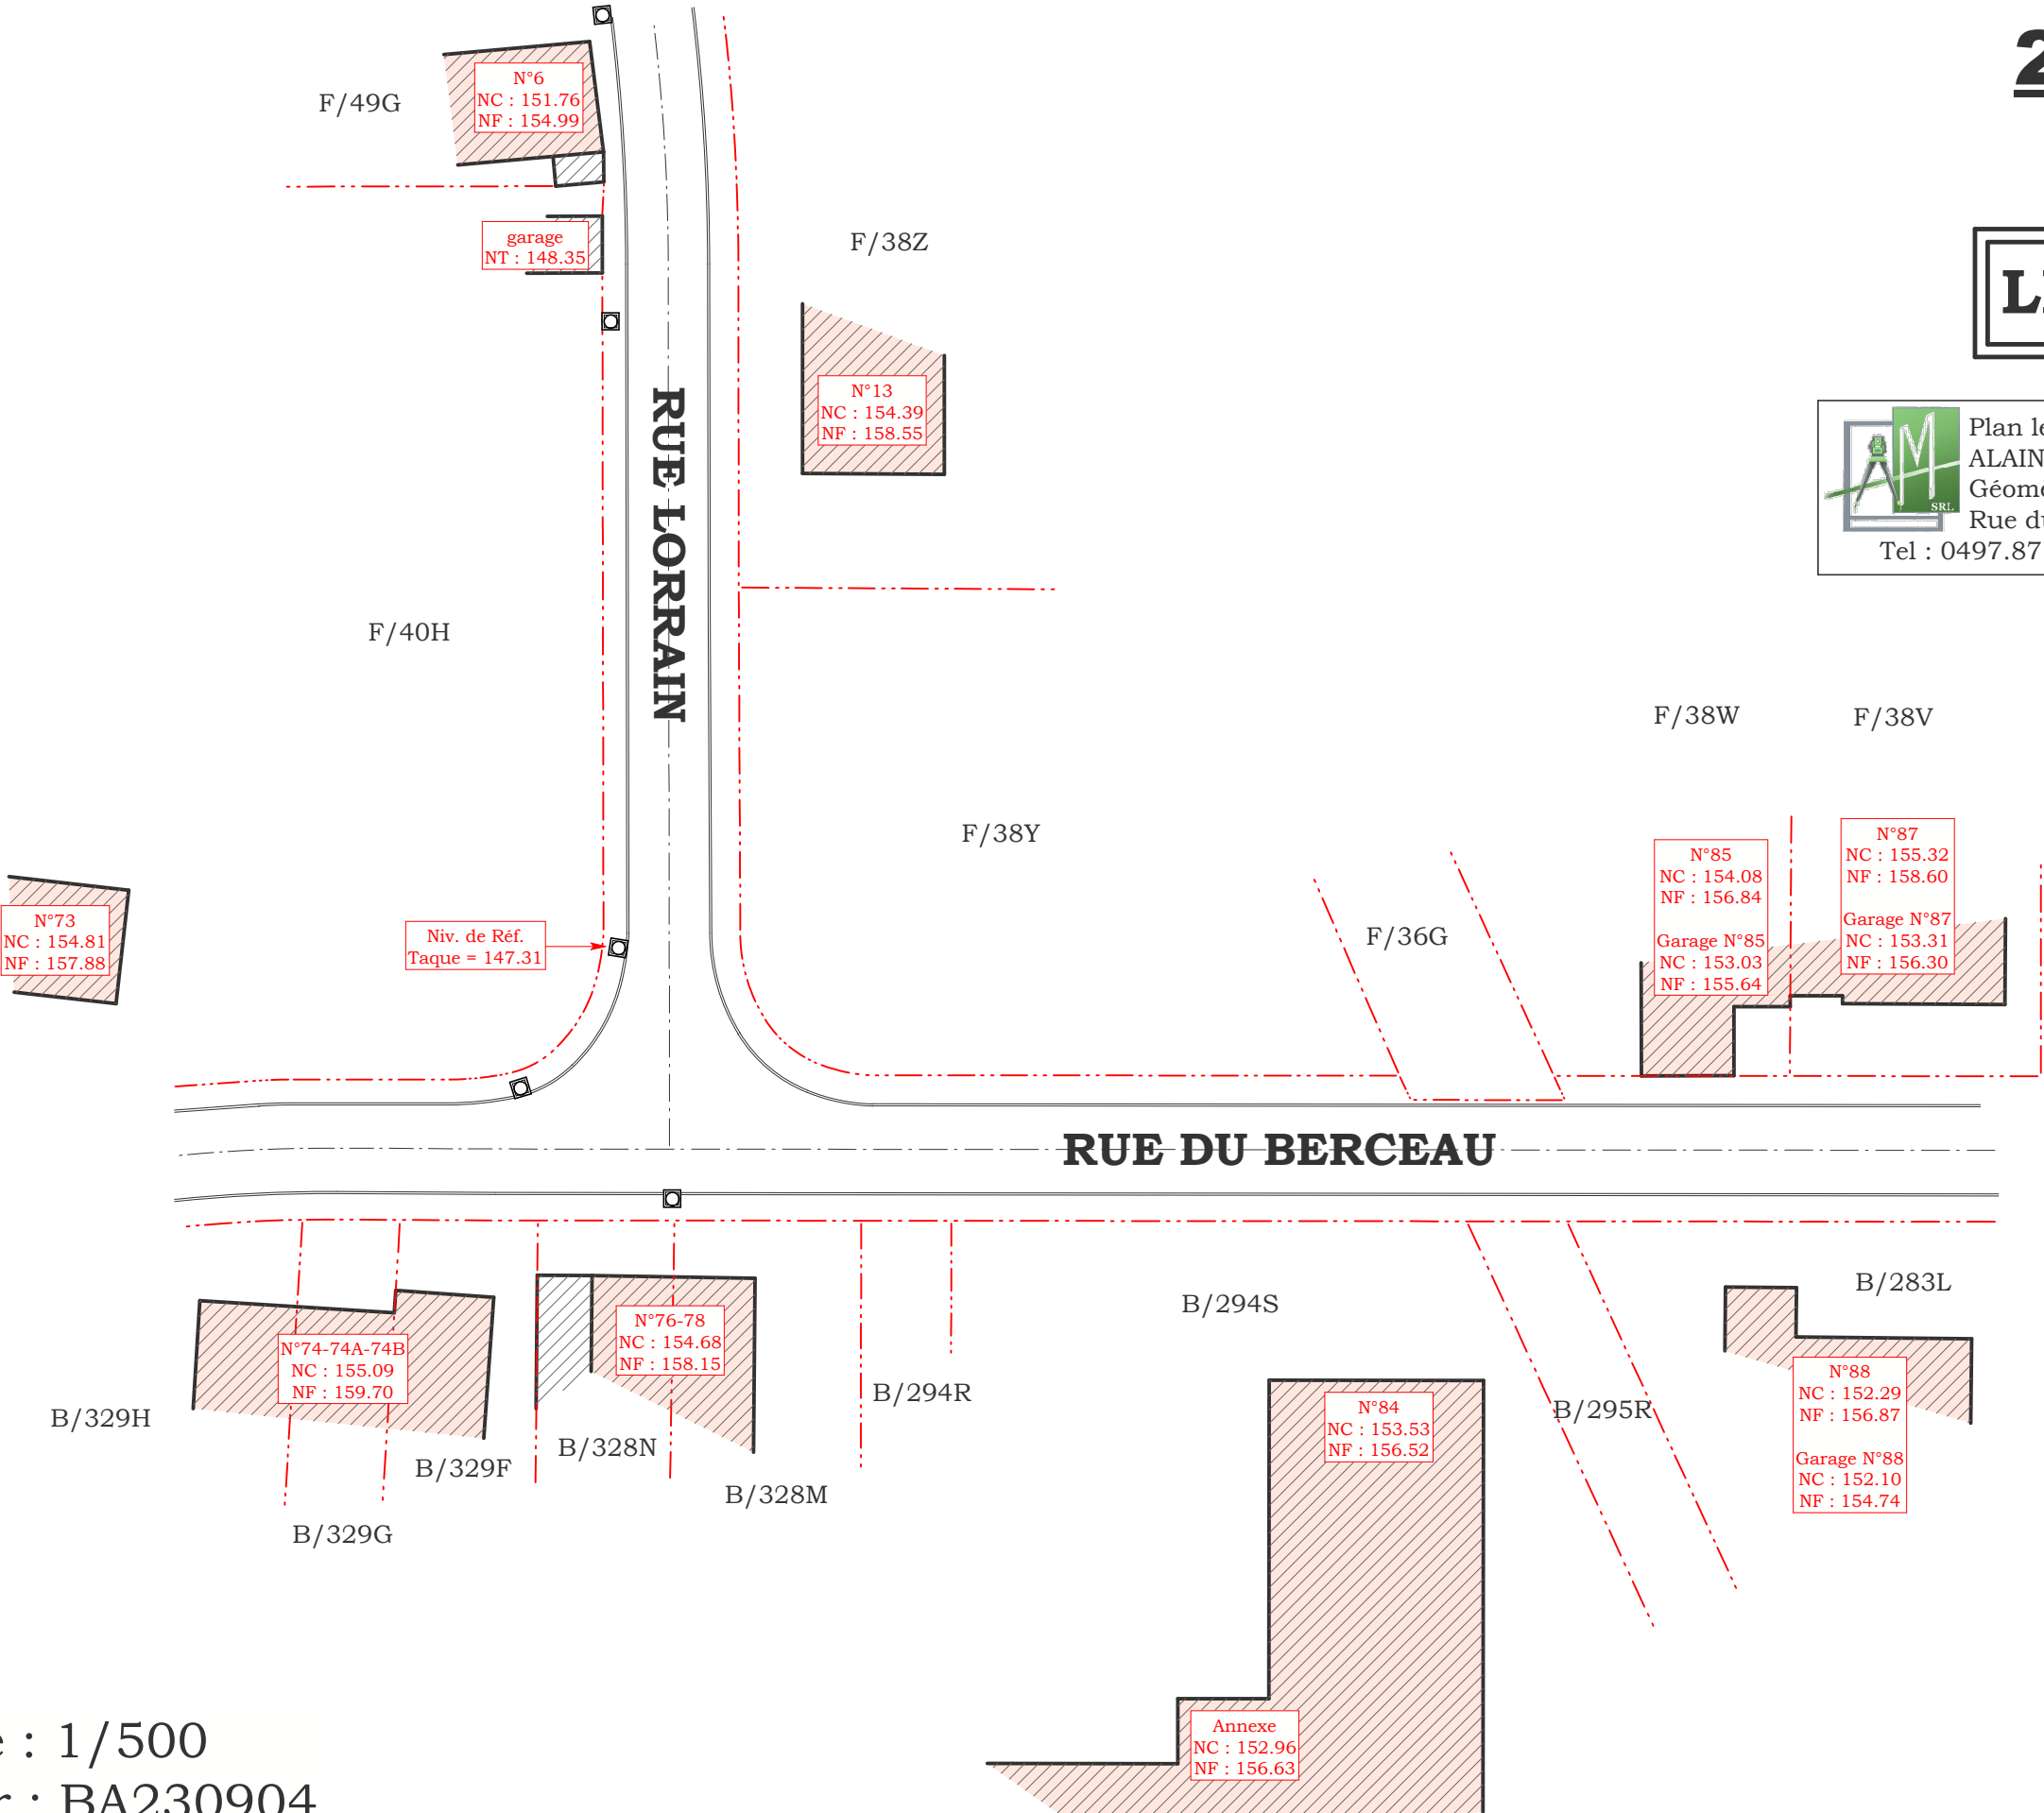 N°6
NC : 151.76
NF : 154.99
F/49G
garage
NT : 148.35
F/38Z
N°13
NC : 154.39
NF : 158.55
RUE LORRAIN
SRL
Tel : 0497.87
F/40H
F/38W
F/38V
F/38Y
N°87
NC : 155.32
NF : 158.60
Garage N°87
NC : 153.31
NF : 156.30
N°85
NC : 154.08
NF : 156.84
Garage N°85
NC : 153.03
NF : 155.64
N°73
NC : 154.81
NF : 157.88
Niv. de Réf.
Taque = 147.31
F/36G
RUE DU BERCEAU
B/283L
B/294S
N°76-78
NC : 154.68
NF : 158.15
N°74-74A-74B
NC : 155.09
NF : 159.70
N°88
NC : 152.29
NF : 156.87
Garage N°88
NC : 152.10
NF : 154.74
B/294R
N°84
NC : 153.53
NF : 156.52
B/295R
B/329H
B/328N
B/329F
B/328M
B/329G
Annexe
NC : 152.96
NF : 156.63
: 1/500
: BA230904
Plan
ALAIN
Rue